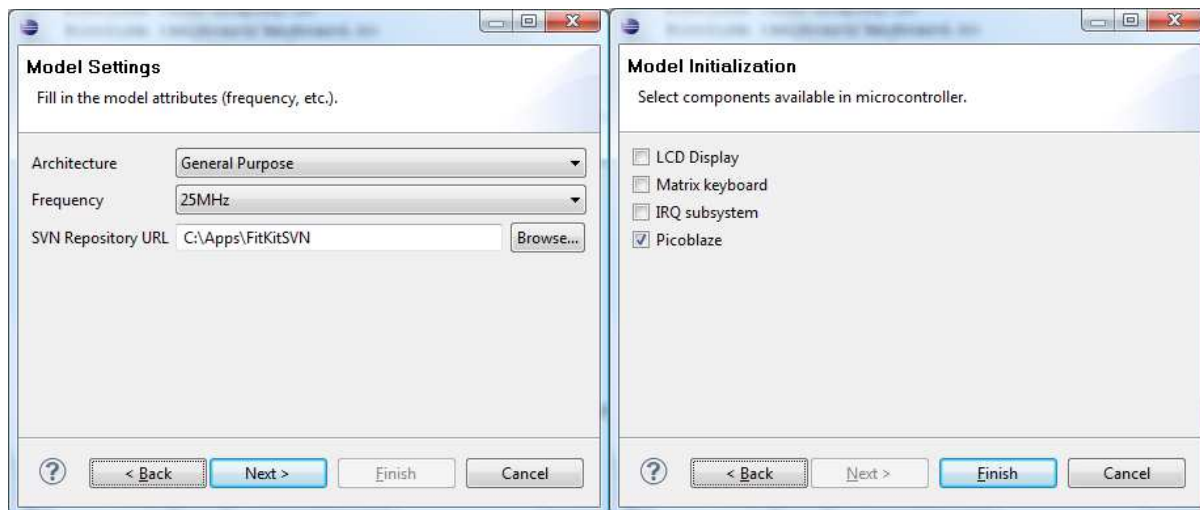 Model Settings
Fill in the model attributes (frequency, etc.).
Architecture General Purpose
Frequency 25MHz
SVN Repository URL C:\Apps\FitKitSVN Browse...
? < Back Next > Finish Cancel
Model Initialization
Select components available in microcontroller.
LCD Display
Matrix keyboard
IRQ subsystem
Picoblaze
? < Back Next > Finish Cancel